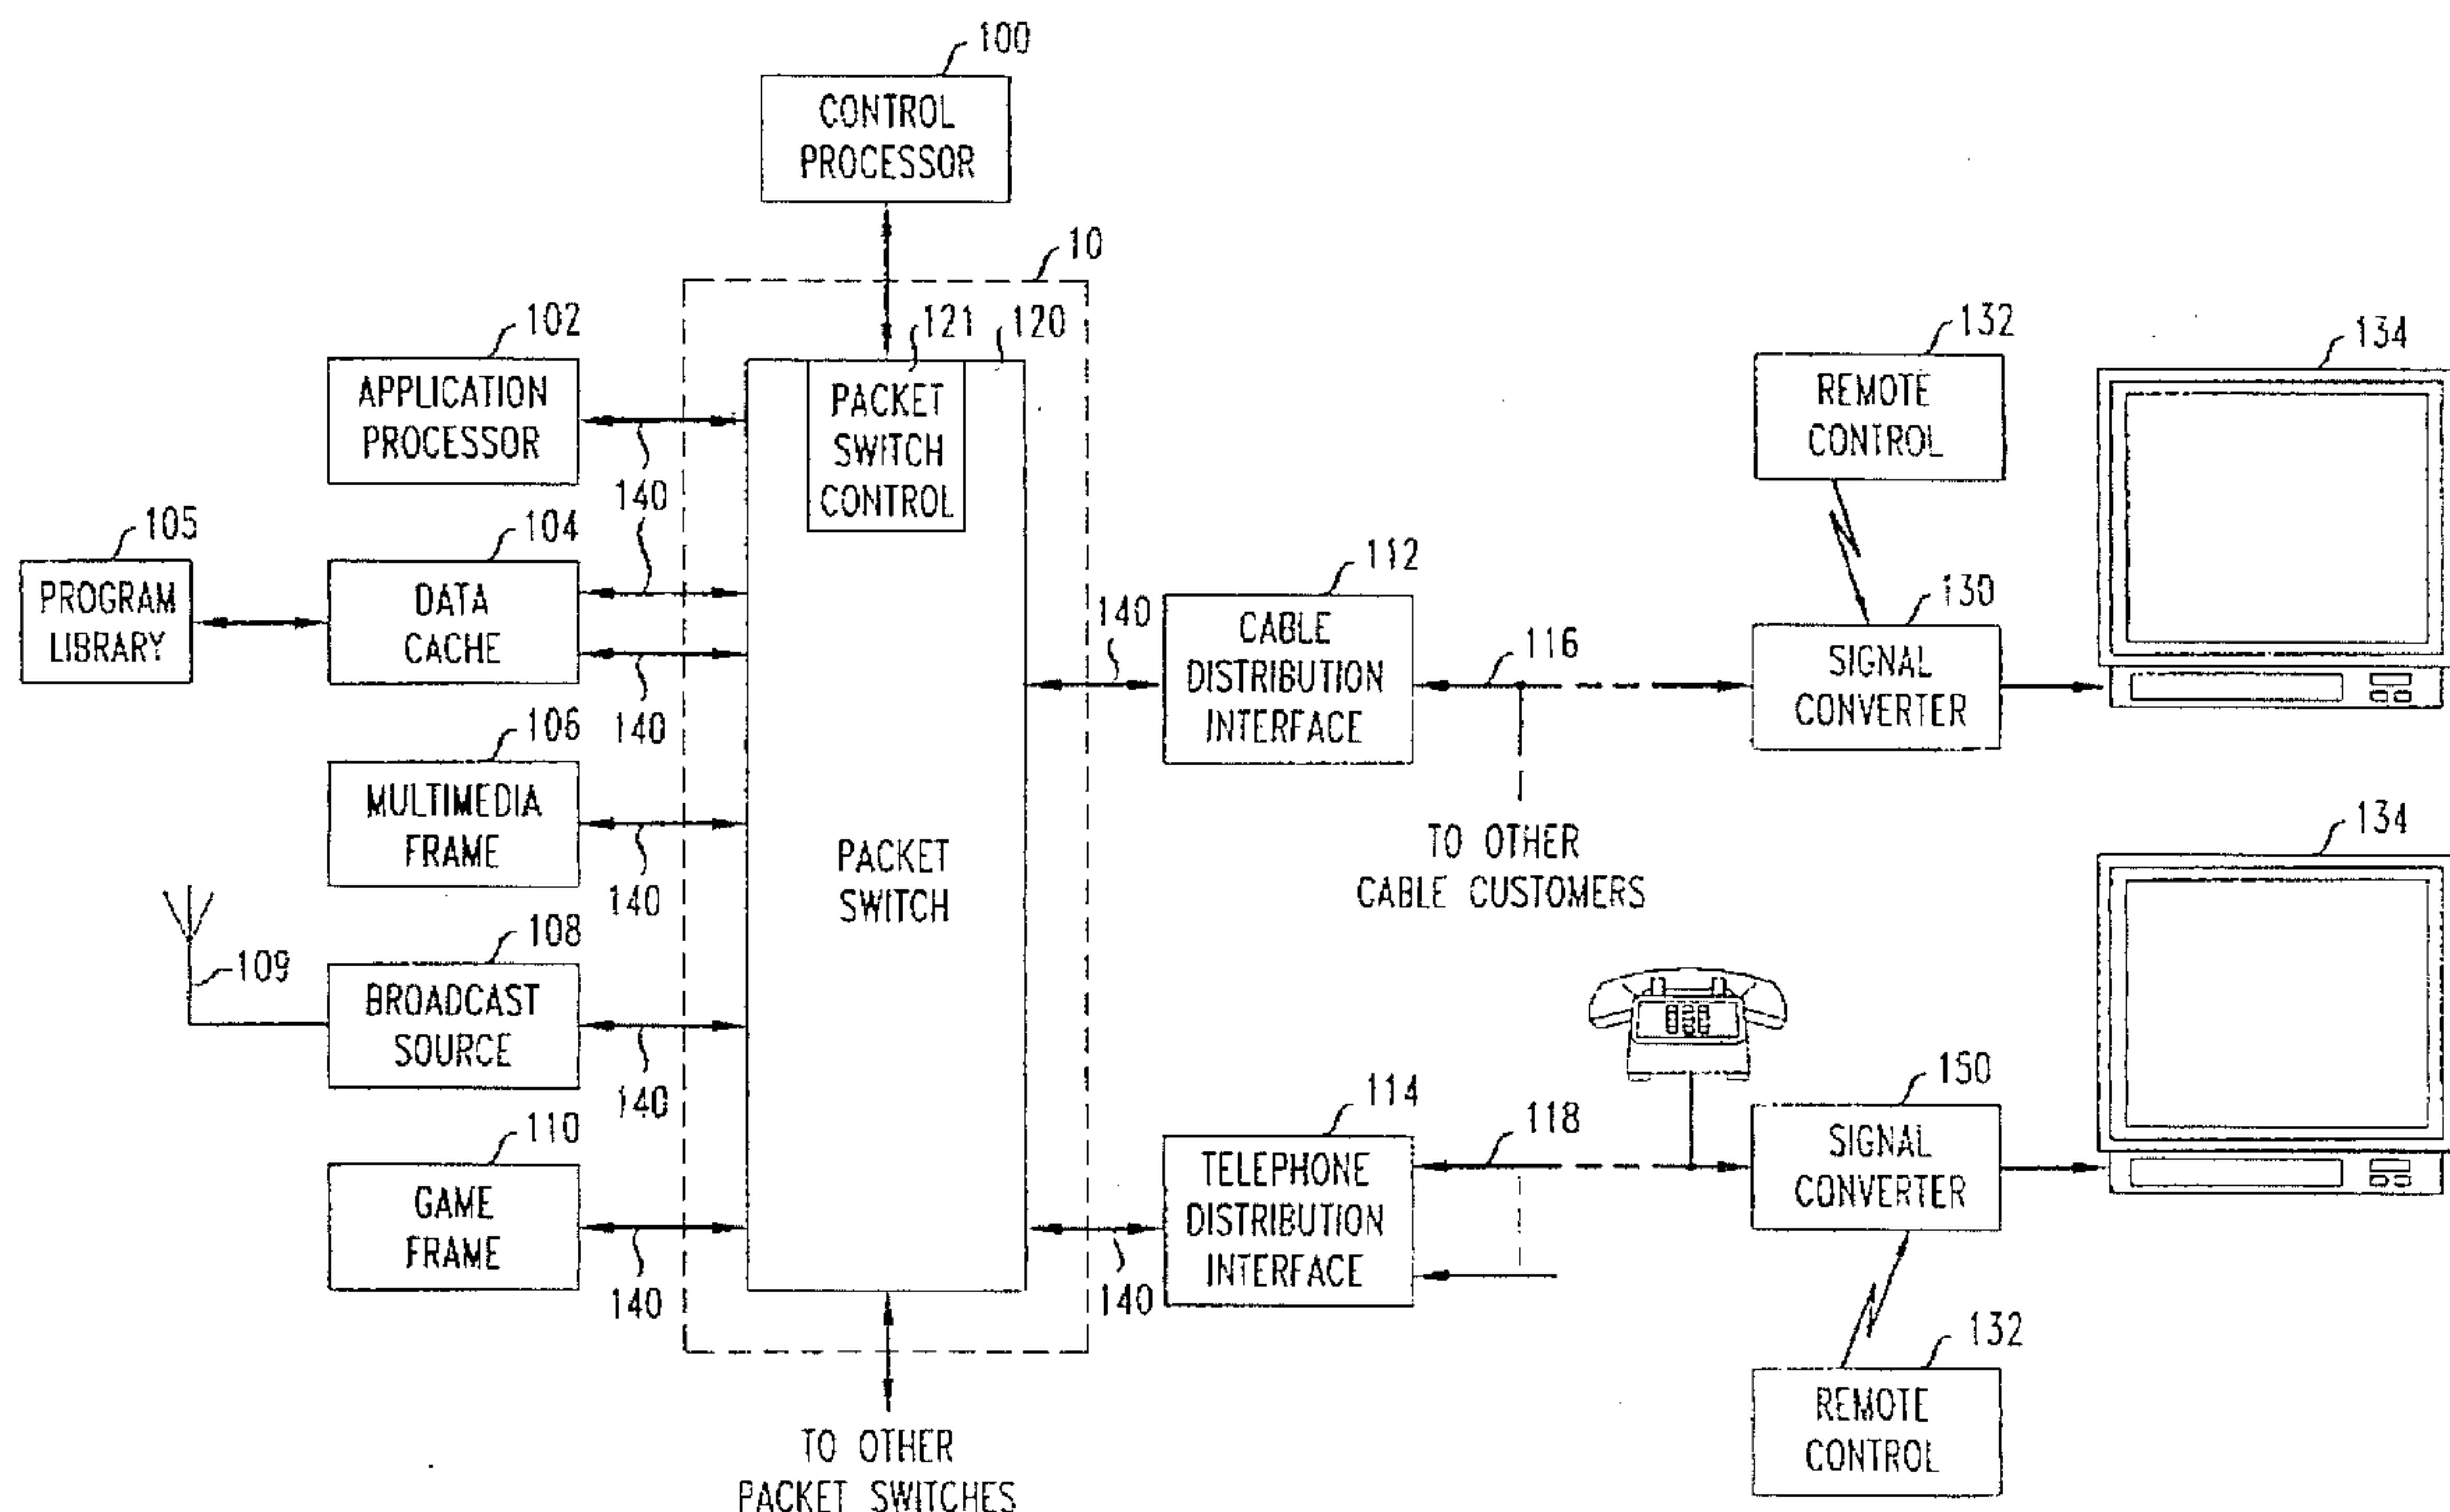 100
CONTROL
PROCESSOR
10
102
APPLICATION
PROCESSOR
140
121
120
PACKET
SWITCH
CONTROL
132
REMOTE
CONTROL
134
105
PROGRAM
LIBRARY
104
DATA
CACHE
140
112
CABLE
DISTRIBUTION
INTERFACE
140
116
130
SIGNAL
CONVERTER
TO OTHER
CABLE CUSTOMERS
106
MULTIMEDIA
FRAME
140
PACKET
SWITCH
134
109
108
BROADCAST
SOURCE
140
110
GAME
FRAME
140
114
TELEPHONE
DISTRIBUTION
INTERFACE
140
118
150
SIGNAL
CONVERTER
132
REMOTE
CONTROL
TO OTHER
PACKET SWITCHES